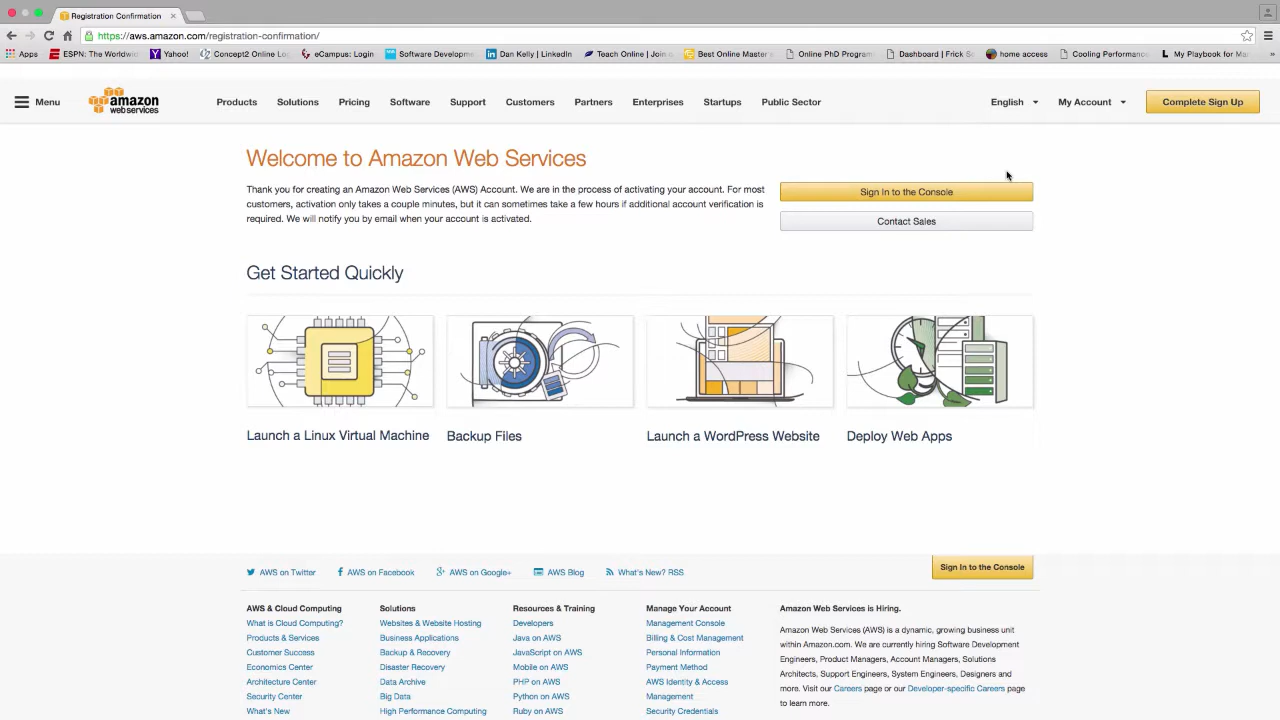 Registration Confirmation
https://aws.amazon.com/registration-confirmation/
Apps ESPN: The Worldwi Yahoo! Concept2 Online Log eCampus: Login Software Developme Dan Kelly | LinkedIn Teach Online | Join Best Online Master's Online PhD Program Dashboard | Frick Sc home access Cooling Performance My Playbook for Mar
Menu amazon web services Products Solutions Pricing Software Support Customers Partners Enterprises Startups Public Sector English My Account Complete Sign Up
Welcome to Amazon Web Services
Thank you for creating an Amazon Web Services (AWS) Account. We are in the process of activating your account. For most
customers, activation only takes a couple minutes, but it can sometimes take a few hours if additional account verification is
required. We will notify you by email when your account is activated.
Sign In to the Console
Contact Sales
Get Started Quickly
Launch a Linux Virtual Machine Backup Files Launch a WordPress Website Deploy Web Apps
AWS on Twitter AWS on Facebook AWS on Google+ AWS Blog What's New? RSS Sign In to the Console
AWS & Cloud Computing
What is Cloud Computing?
Products & Services
Customer Success
Economics Center
Architecture Center
Security Center
What's New
Solutions
Websites & Website Hosting
Business Applications
Backup & Recovery
Disaster Recovery
Data Archive
Big Data
High Performance Computing
Resources & Training
Developers
Java on AWS
JavaScript on AWS
Mobile on AWS
PHP on AWS
Python on AWS
Ruby on AWS
Manage Your Account
Management Console
Billing & Cost Management
Personal Information
Payment Method
AWS Identity & Access
Management
Security Credentials
Amazon Web Services is Hiring.
Amazon Web Services (AWS) is a dynamic, growing business unit
within Amazon.com. We are currently hiring Software Development
Engineers, Product Managers, Account Managers, Solutions
Architects, Support Engineers, System Engineers, Designers and
more. Visit our Careers page or our Developer-specific Careers page
to learn more.